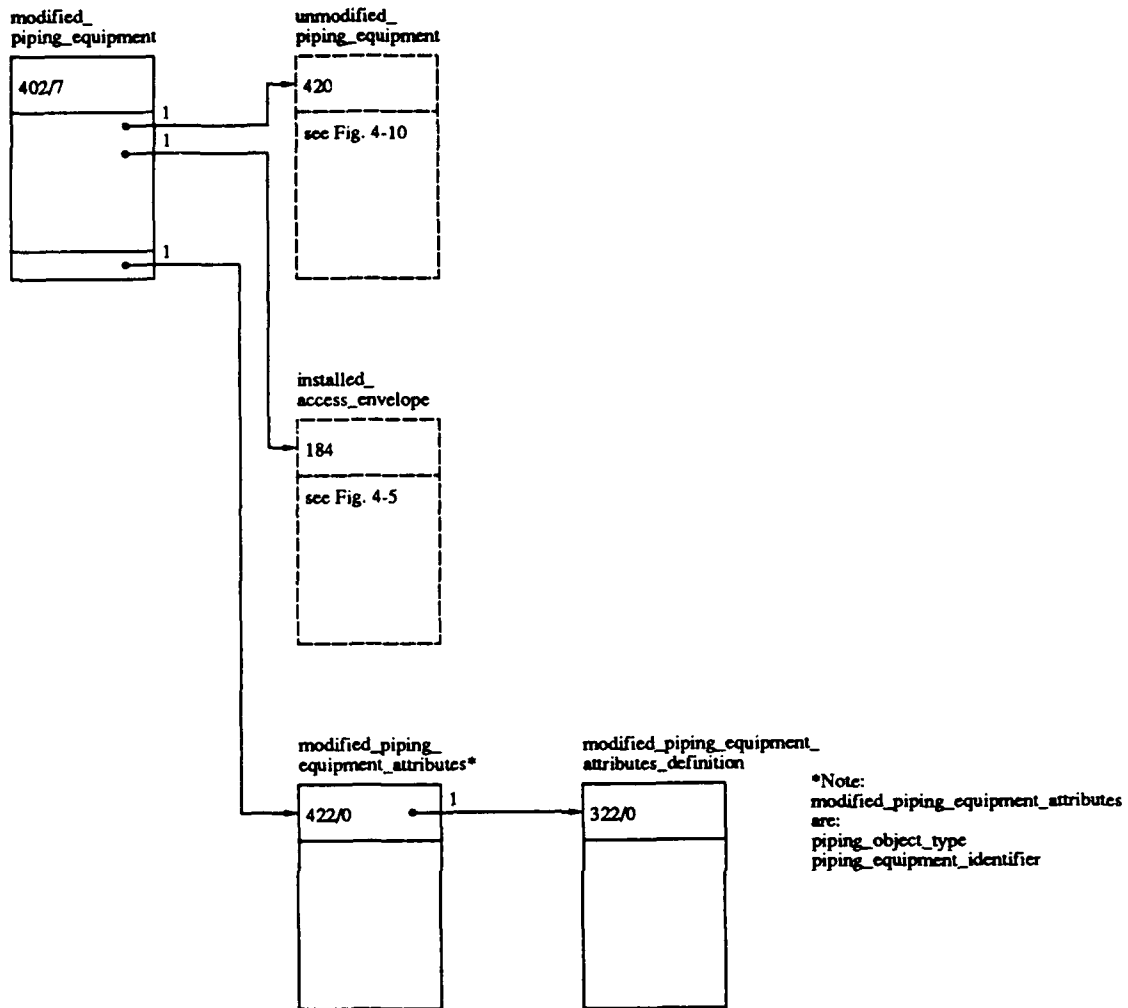 modified_
piping_equipment
402/7
1
1
1
unmodified_
piping_equipment
420
see Fig. 4-10
installed_
access_envelope
184
see Fig. 4-5
modified_piping_
equipment_attributes*
422/0
1
modified_piping_equipment_
attributes_definition
322/0
*Note:
modified_piping_equipment_attributes
are:
piping_object_type
piping_equipment_identifier